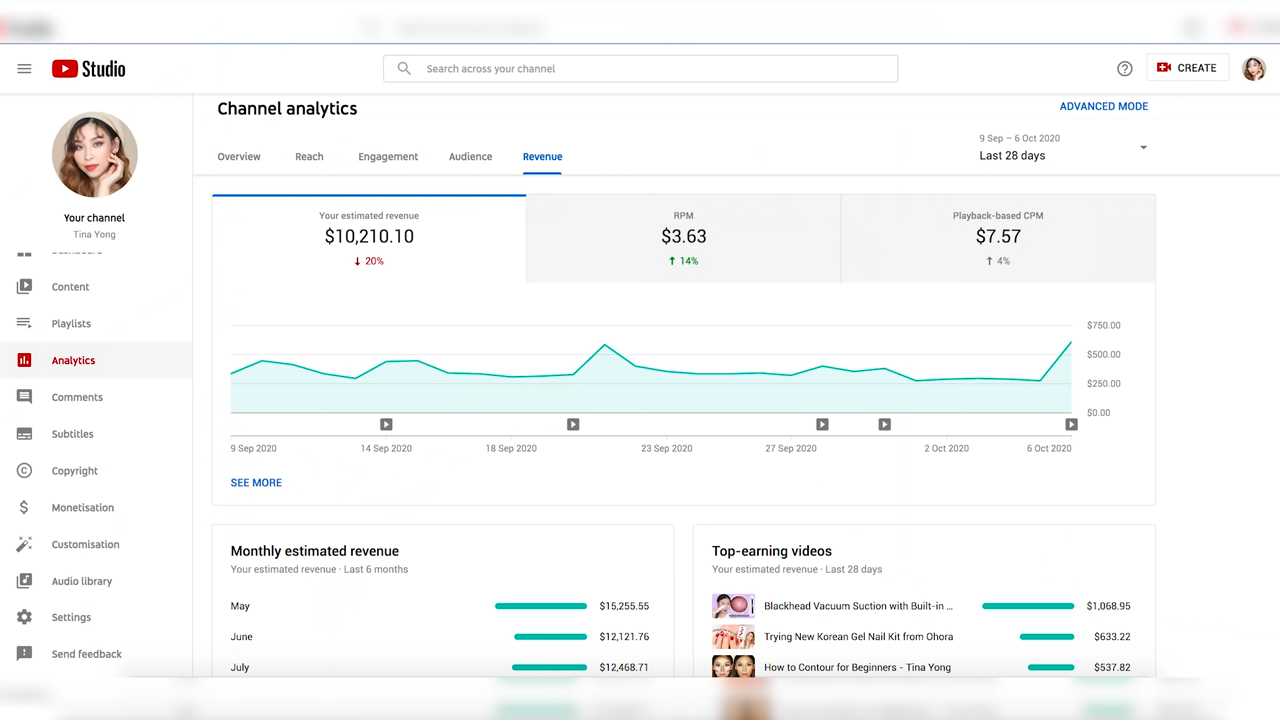 Studio
Search across your channel
CREATE
Channel analytics
ADVANCED MODE
9 Sep – 6 Oct 2020
Last 28 days
Overview
Reach
Engagement
Audience
Revenue
Your channel
Tina Yong
Content
Playlists
Analytics
Comments
Subtitles
Copyright
Monetisation
Customisation
Audio library
Settings
Send feedback
Your estimated revenue
$10,210.10
20%
RPM
$3.63
14%
Playback-based CPM
$7.57
4%
$750.00
$500.00
$250.00
$0.00
9 Sep 2020
14 Sep 2020
18 Sep 2020
23 Sep 2020
27 Sep 2020
2 Oct 2020
6 Oct 2020
SEE MORE
Monthly estimated revenue
Your estimated revenue · Last 6 months
May
$15,255.55
June
$12,121.76
July
$12,468.71
Top-earning videos
Your estimated revenue · Last 28 days
Blackhead Vacuum Suction with Built-in ...
$1,068.95
Trying New Korean Gel Nail Kit from Ohora
$633.22
How to Contour for Beginners - Tina Yong
$537.82